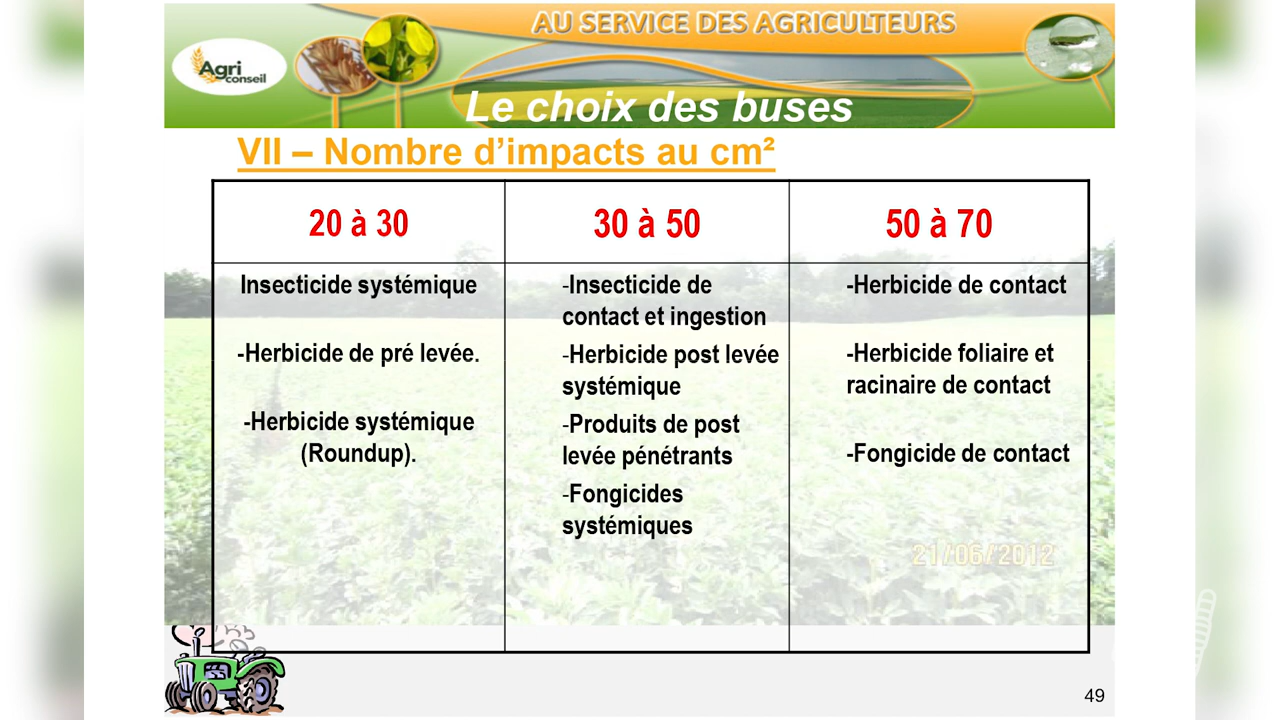 AU SERVICE DES AGRICULTEURS
Agri
conseil
Le choix des buses
VII – Nombre d’impacts au cm²
20 à 30
30 à 50
50 à 70
Insecticide systémique
-Herbicide de pré levée.
-Herbicide systémique
(Roundup).
-Insecticide de
contact et ingestion
-Herbicide post levée
systémique
-Produits de post
levée pénétrants
-Fongicides
systémiques
-Herbicide de contact
-Herbicide foliaire et
racinaire de contact
-Fongicide de contact
21/06/2012
49